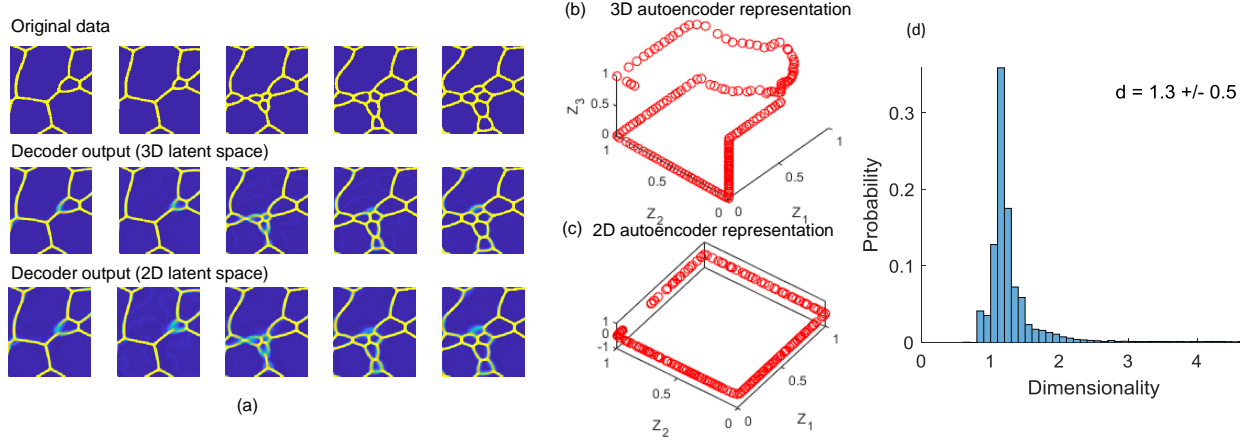 Original data
Decoder output (3D latent space)
Decoder output (2D latent space)
(a)
(b)
3D autoencoder representation
1
0.5
0
Z3
1
0.5
0
Z2
0
0.5
1
Z1
(c)
2D autoencoder representation
1
0
-1
1
0.5
0
Z2
0
0.5
1
Z1
(d)
d = 1.3 +/- 0.5
0.3
0.2
0.1
0
Probability
0
1
2
3
4
Dimensionality